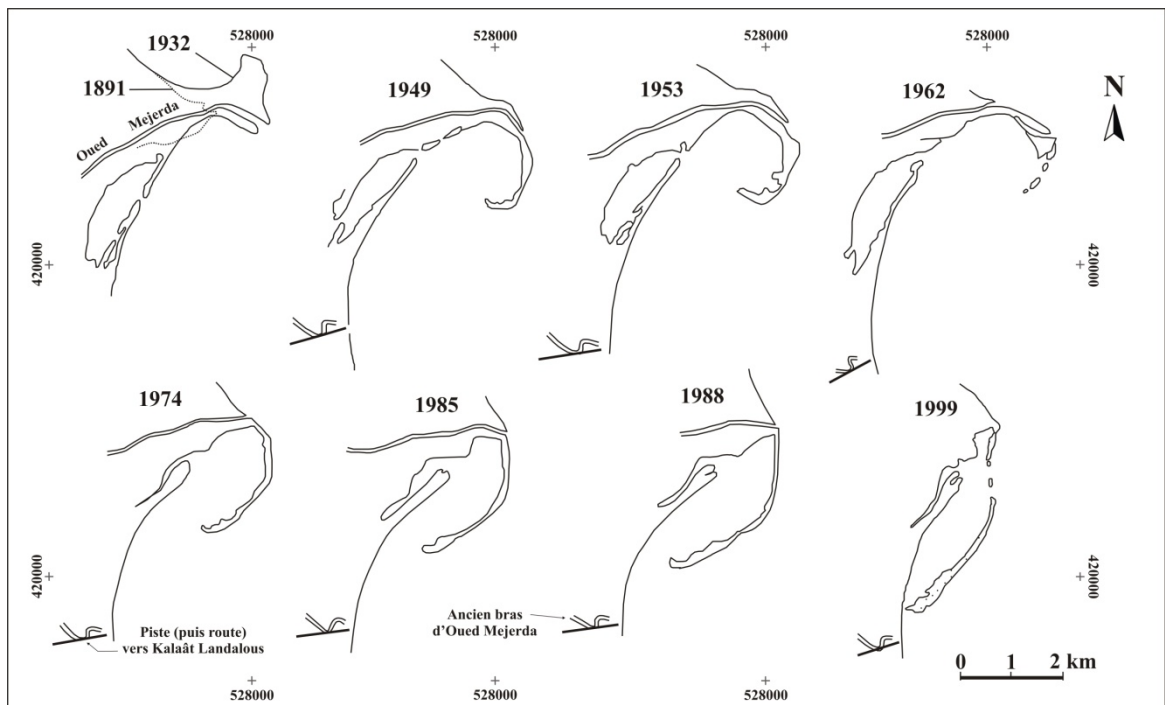 528000
528000
528000
528000
1932
1891
1949
1953
1962
N
Oued Mejerda
420000
420000
1974
1985
1988
1999
420000
420000
Piste (puis route)
vers Kalaât Landalous
Ancien bras
d'Oued Mejerda
0 1 2 km
528000
528000
528000